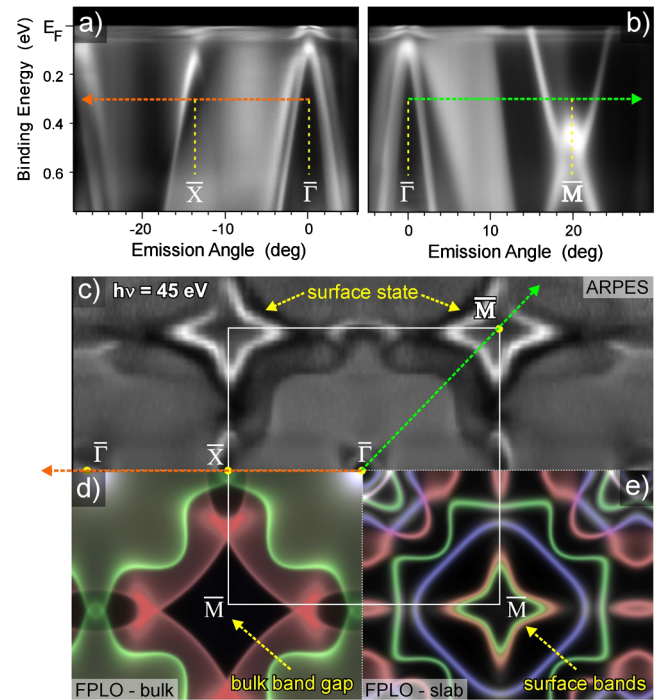 a)
b)
E_F
0.2
0.4
0.6
Binding Energy (eV)
X̅
Γ̅
Γ̅
M̅
-20
-10
0
0
10
20
Emission Angle (deg)
Emission Angle (deg)
c)
hν = 45 eV
surface state
M̅
ARPES
Γ̅
X̅
Γ̅
d)
e)
M̅
M̅
bulk band gap
surface bands
FPLO - bulk
FPLO - slab